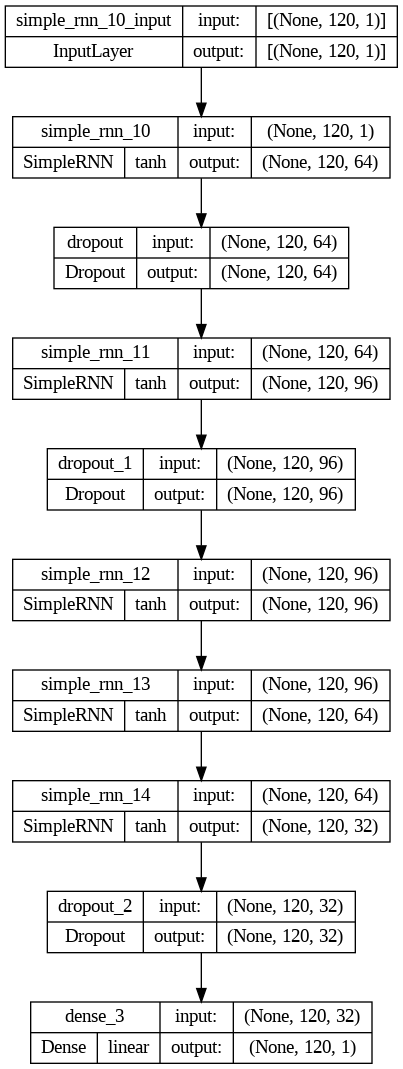 simple_rnn_10_input input: [(None, 120, 1)]
InputLayer output: [(None, 120, 1)]
simple_rnn_10 input: (None, 120, 1)
SimpleRNN tanh output: (None, 120, 64)
dropout input: (None, 120, 64)
Dropout output: (None, 120, 64)
simple_rnn_11 input: (None, 120, 64)
SimpleRNN tanh output: (None, 120, 96)
dropout_1 input: (None, 120, 96)
Dropout output: (None, 120, 96)
simple_rnn_12 input: (None, 120, 96)
SimpleRNN tanh output: (None, 120, 96)
simple_rnn_13 input: (None, 120, 96)
SimpleRNN tanh output: (None, 120, 64)
simple_rnn_14 input: (None, 120, 64)
SimpleRNN tanh output: (None, 120, 32)
dropout_2 input: (None, 120, 32)
Dropout output: (None, 120, 32)
dense_3 input: (None, 120, 32)
Dense linear output: (None, 120, 1)